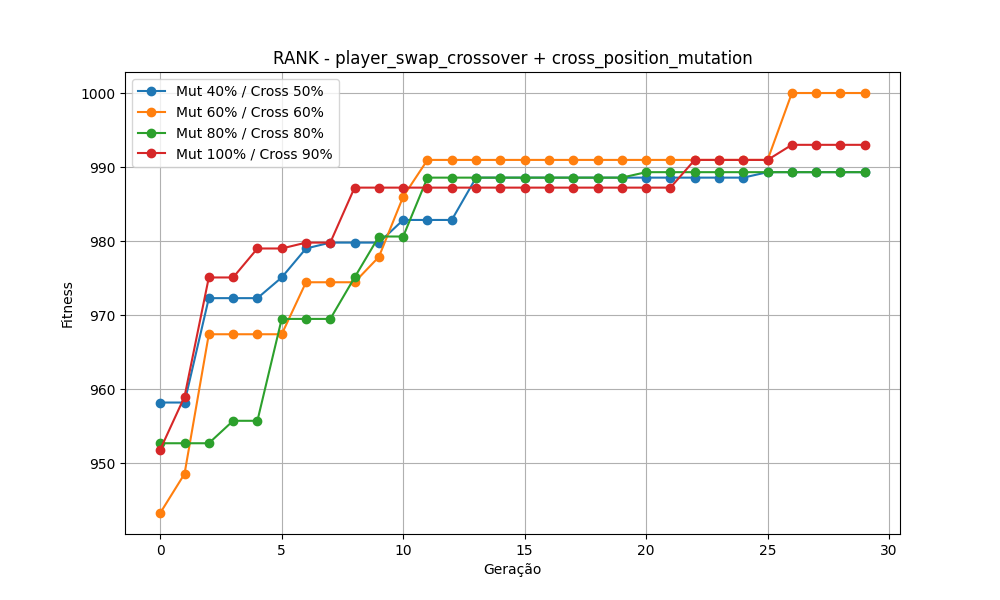 RANK - player_swap_crossover + cross_position_mutation
Mut 40% / Cross 50%
Mut 60% / Cross 60%
Mut 80% / Cross 80%
Mut 100% / Cross 90%
1000
990
980
970
960
950
Fitness
0 5 10 15 20 25 30
Geração